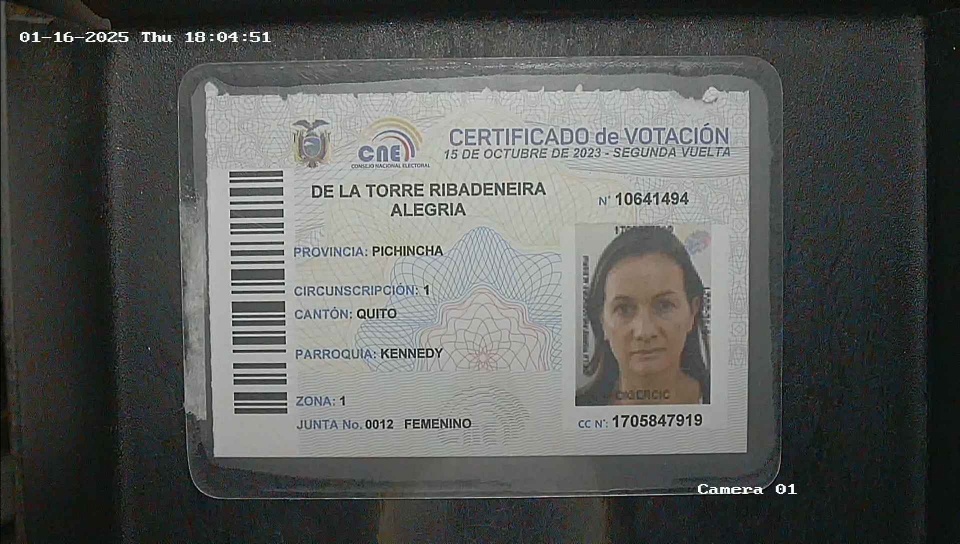 01-16-2025 Thu 18:04:51
CNE
CONSEJO NACIONAL ELECTORAL
CERTIFICADO de VOTACIÓN
15 DE OCTUBRE DE 2023 - SEGUNDA VUELTA
DE LA TORRE RIBADENEIRA
ALEGRIA
N° 10641494
PROVINCIA: PICHINCHA
CIRCUNSCRIPCIÓN: 1
CANTÓN: QUITO
PARROQUIA: KENNEDY
ZONA: 1
JUNTA No. 0012 FEMENINO
CC N°: 1705847919
Camera 01